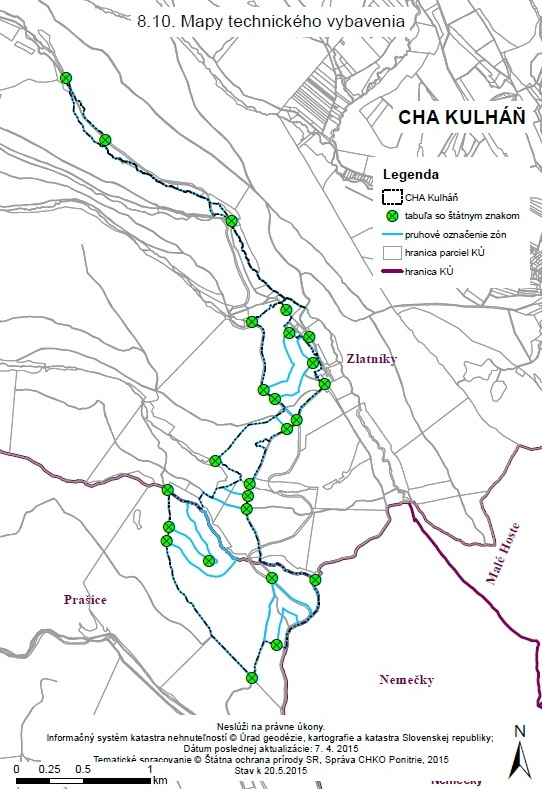 8.10. Mapy technického vybavenia
CHA KULHÁŇ
Legenda
CHA Kulháň
tabuľa so štátnym znakom
pruhové označenie zón
hranica parciel KÚ
hranica KÚ
Zlatníky
Malé Hoste
Prašice
Nemečky
Neslúži na právne úkony.
Informačný systém katastra nehnuteľností © Úrad geodézie, kartografie a katastra Slovenskej republiky;
Dátum poslednej aktualizácie: 7. 4. 2015
Tematické spracovanie © Štátna ochrana prírody SR, Správa CHKO Ponitrie, 2015
Stav k 20.5.2015
N
0 0.25 0.5 1
km
Nemečky